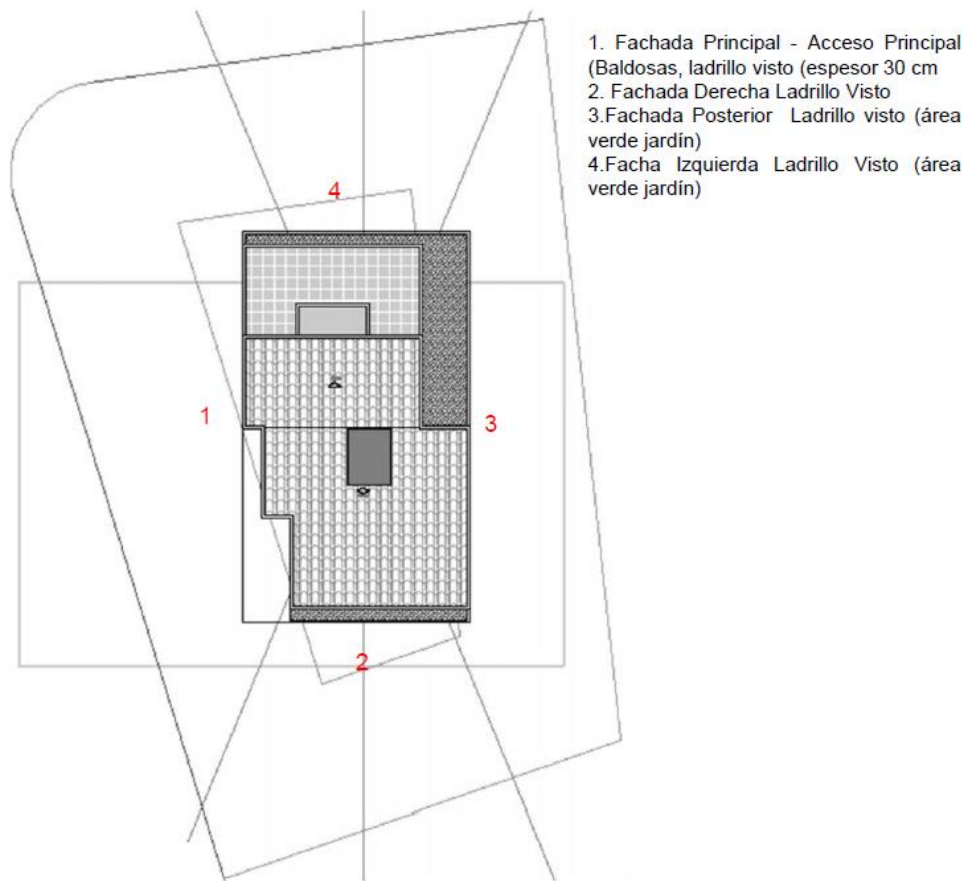 1. Fachada Principal - Acceso Principal
(Baldosas, ladrillo visto (espesor 30 cm
2. Fachada Derecha Ladrillo Visto
3.Fachada Posterior Ladrillo visto (área
verde jardín)
4.Facha Izquierda Ladrillo Visto (área
verde jardín)
4
1
3
2